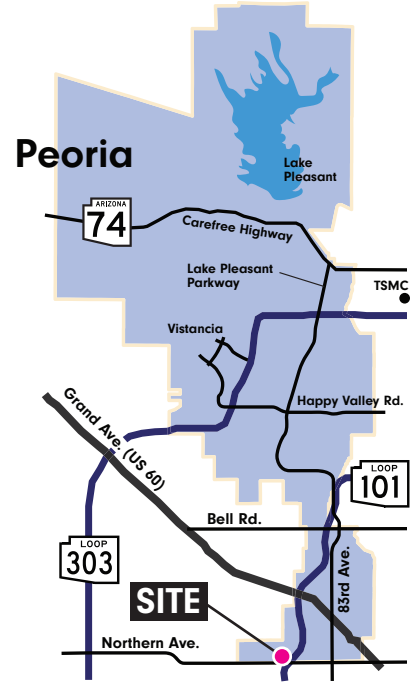 Peoria
Lake
Pleasant
ARIZONA
74
Carefree Highway
Lake Pleasant
Parkway
TSMC
Vistancia
Happy Valley Rd.
Grand Ave. (US 60)
LOOP
101
Bell Rd.
LOOP
303
83rd Ave.
SITE
Northern Ave.